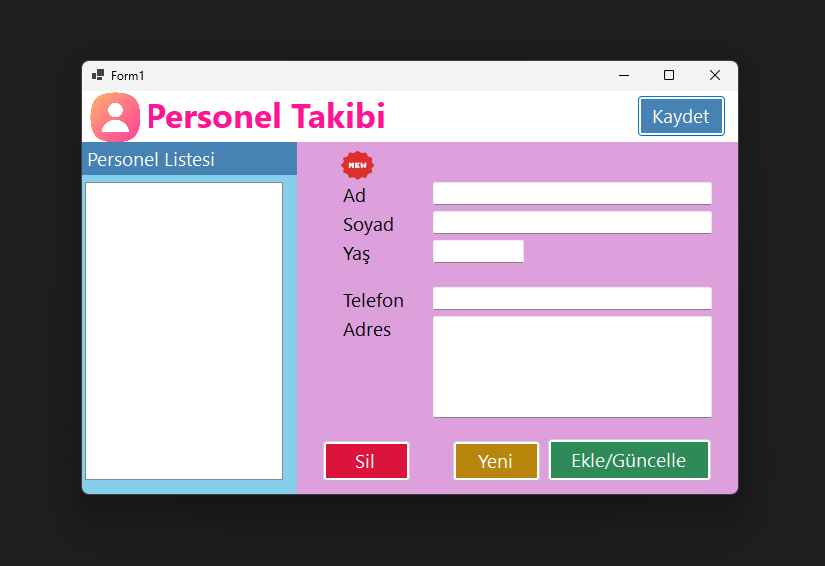 Form1
Personel Takibi
Kaydet
Personel Listesi
NEW
Ad
Soyad
Yaş
Telefon
Adres
Sil
Yeni
Ekle/Güncelle